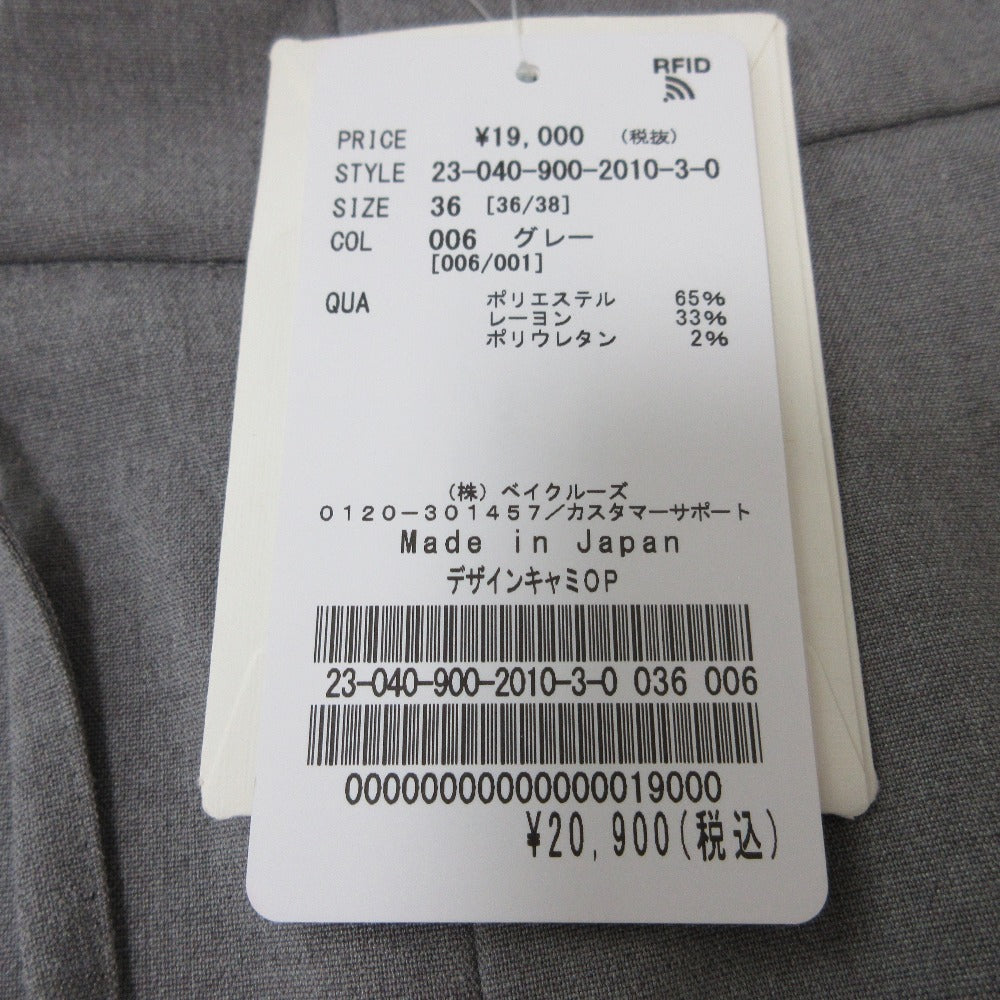 RFID
PRICE ¥19,000 (税抜)
STYLE 23-040-900-2010-3-0
SIZE 36 [36/38]
COL 006 グレー
[006/001]
QUA ポリエステル 65%
レーヨン 33%
ポリウレタン 2%
(株)ベイクルーズ
0120-301457/カスタマーサポート
Made in Japan
デザインキャミOP
23-040-900-2010-3-0 036 006
00000000000000019000
¥20,900(税込)